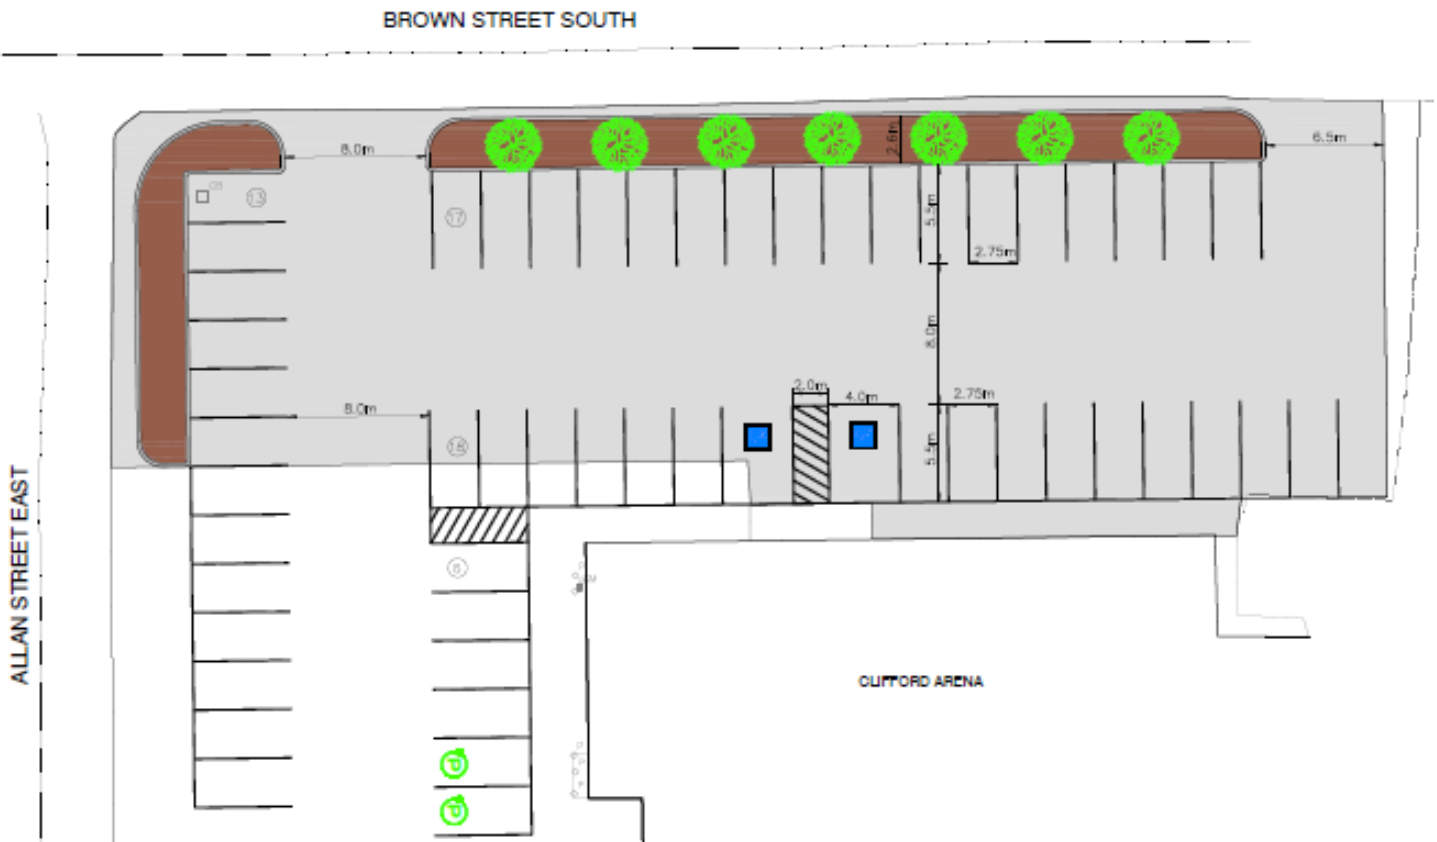 BROWN STREET SOUTH
8.0m
2.6m
6.5m
CB
13
17
5.5m
2.75m
8.0m
8.0m
2.0m
4.0m
2.75m
18
5.5m
ALLAN STREET EAST
6
CLIFFORD ARENA
P
P